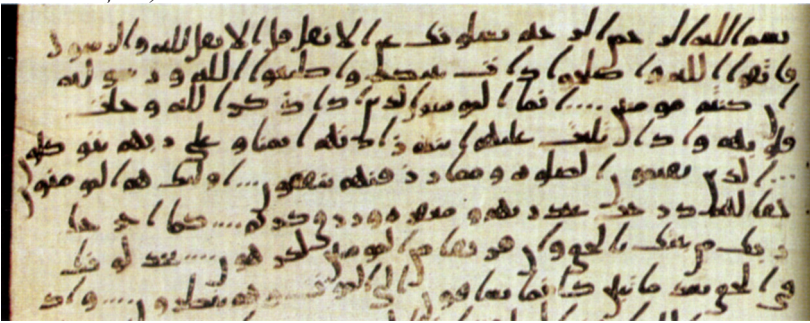 بسم الله الرحمن الرحيم يسلونك عن الانفل قل الانفل لله والرسول
فاتقوا الله واصلحوا ذات بينكم واطيعوا الله ورسوله
ان كنتم مومنين .... انما المومنون الذين اذا ذكر الله وجلت
قلوبهم واذا تليت عليهم ايته زادتهم ايمنا وعلى ربهم يتوكلون
... الذين يقيمون الصلوه ومما رزقنهم ينفقون ... اولئك هم المومنون
حقا لهم درجت عند ربهم ومغفره ورزق كريم .... كما اخرجك
ربك من بيتك بالحق وان فريقا من المومنين لكرهون .... يجدلونك
في الحق بعد ما تبين كانما يساقون الى الموت وهم ينظرون .... واذ